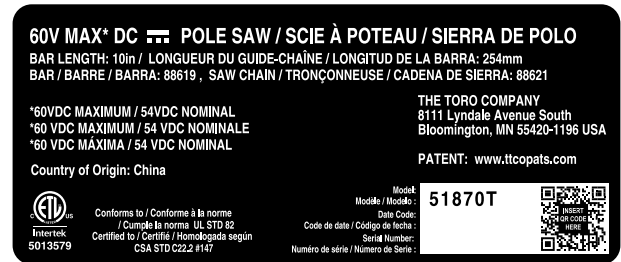 60V MAX* DC POLE SAW / SCIE À POTEAU / SIERRA DE POLO
BAR LENGTH: 10in / LONGUEUR DU GUIDE-CHAÎNE / LONGITUD DE LA BARRA: 254mm
BAR / BARRE / BARRA: 88619 , SAW CHAIN / TRONÇONNEUSE / CADENA DE SIERRA: 88621
*60VDC MAXIMUM / 54VDC NOMINAL
*60 VDC MAXIMUM / 54 VDC NOMINALE
*60 VDC MÁXIMA / 54 VDC NOMINAL
Country of Origin: China
THE TORO COMPANY
8111 Lyndale Avenue South
Bloomington, MN 55420-1196 USA
PATENT: www.ttcopats.com
C ETL US
Intertek
5013579
Conforms to / Conforme à la norme
/ Cumple la norma UL STD 82
Certified to / Certifié / Homologada según
CSA STD C22.2 #147
Model:
Modèle / Modelo :
Date Code:
Code de date / Código de fecha :
Serial Number:
Numéro de série / Número de Serie :
51870T
INSERT
QR CODE
HERE